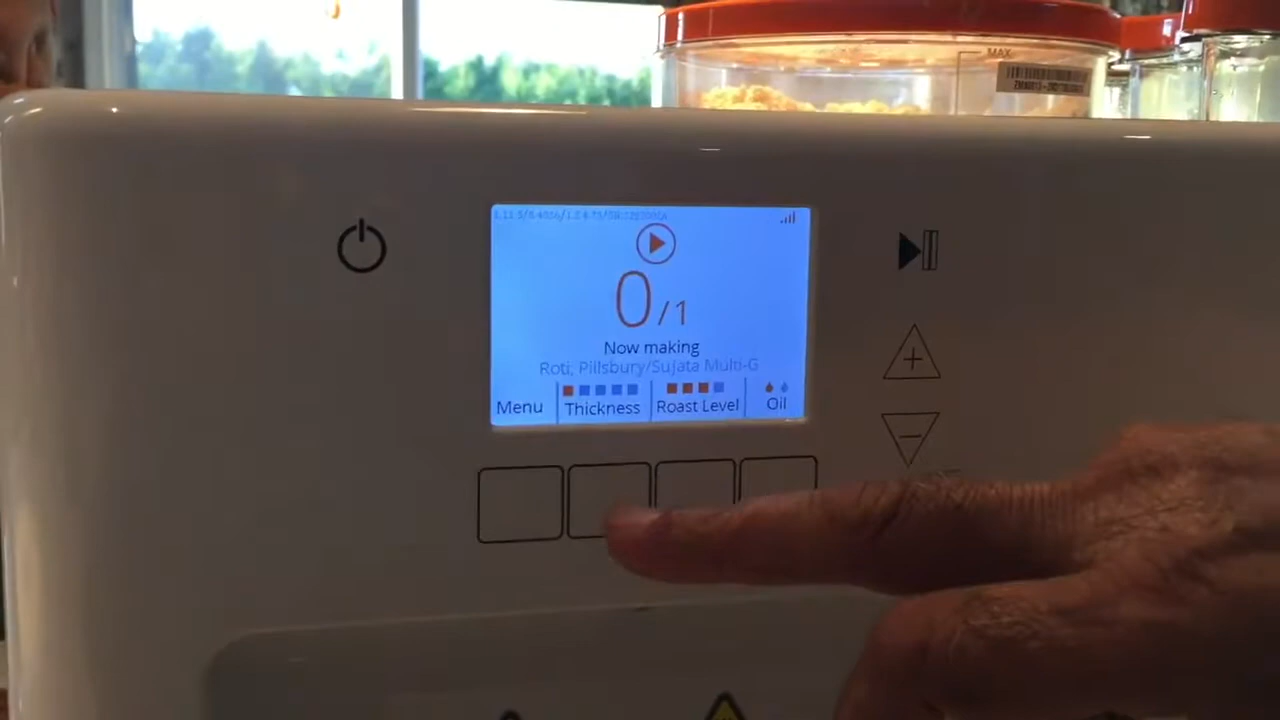 MAX
0/1
Now making
Roti, Pillsbury/Sujata Multi-G
Menu
Thickness
Roast Level
Oil